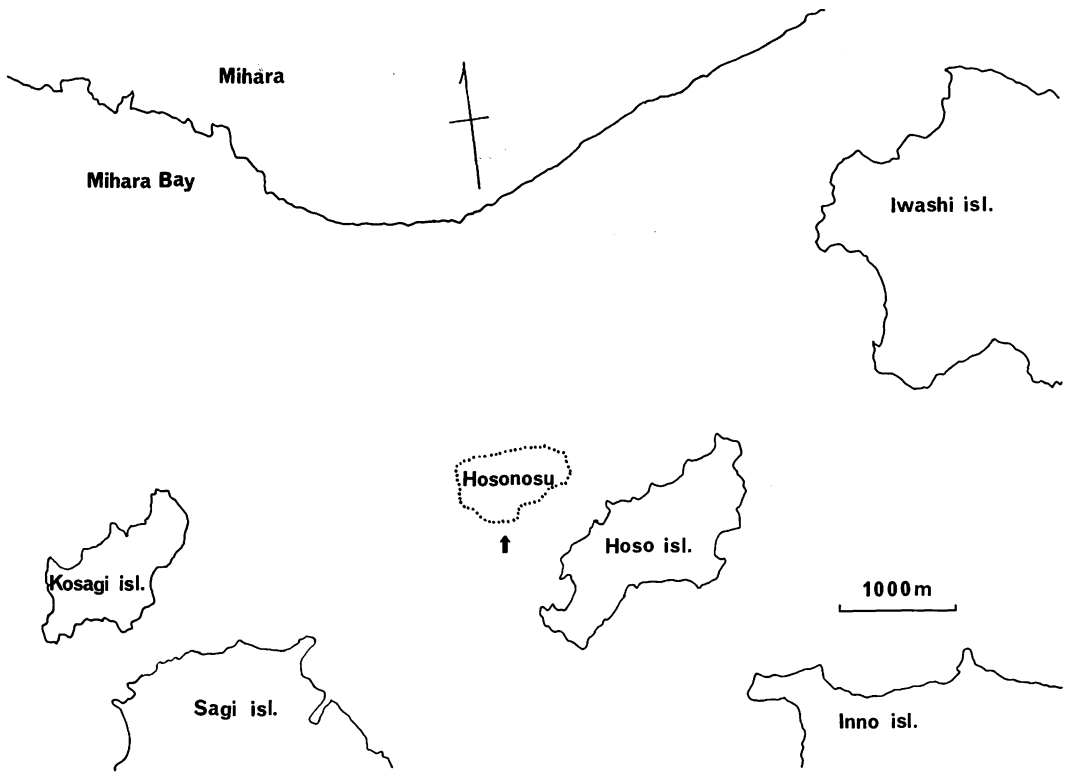 Mihara
Mihara Bay
Iwashi isl.
Hosonosu
Hoso isl.
Kosagi isl.
1000m
Sagi isl.
Inno isl.